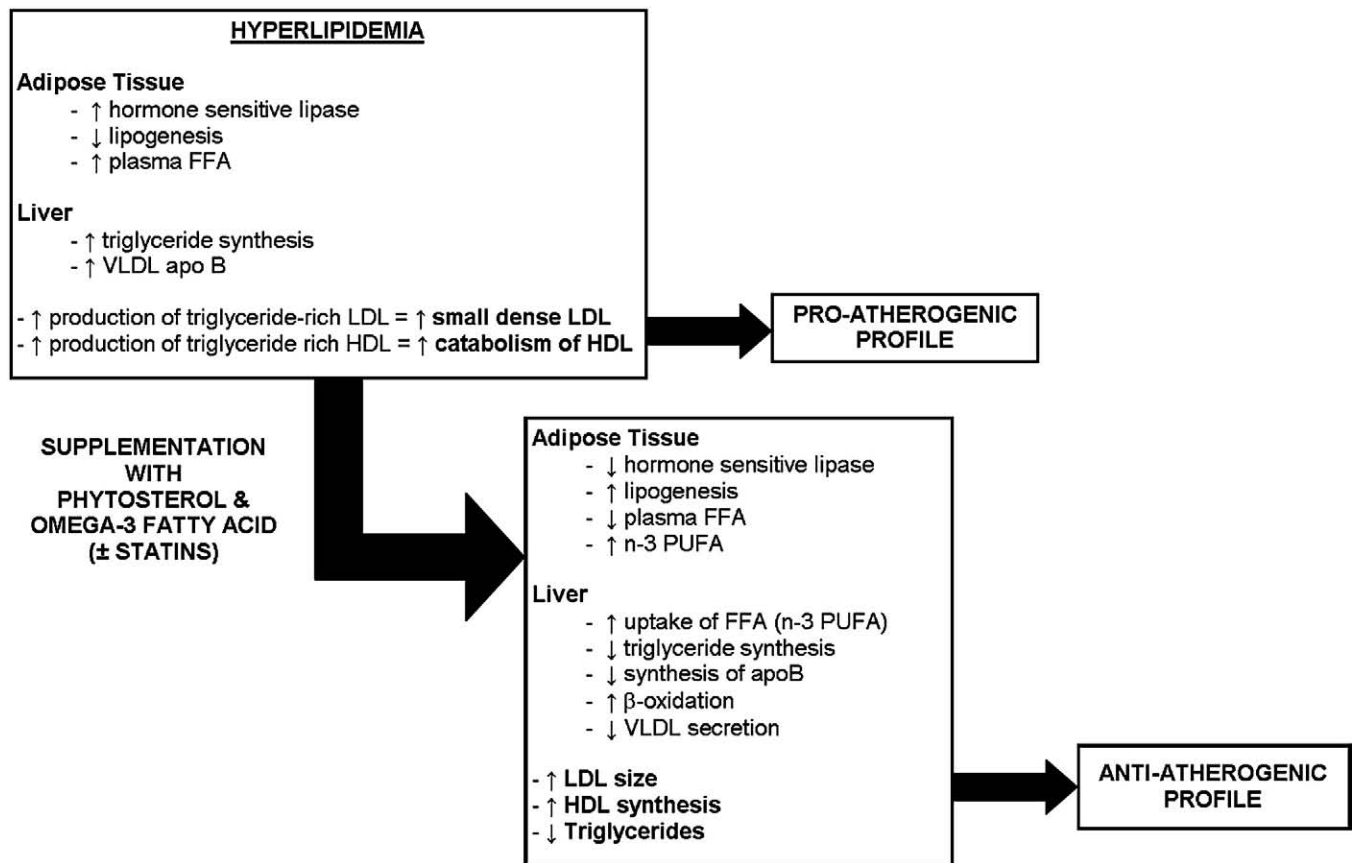 HYPERLIPIDEMIA
Adipose Tissue
- ↑ hormone sensitive lipase
- ↓ lipogenesis
- ↑ plasma FFA
Liver
- ↑ triglyceride synthesis
- ↑ VLDL apo B
- ↑ production of triglyceride-rich LDL = ↑ small dense LDL
- ↑ production of triglyceride rich HDL = ↑ catabolism of HDL
PRO-ATHEROGENIC
PROFILE
SUPPLEMENTATION
WITH
PHYTOSTEROL &
OMEGA-3 FATTY ACID
(± STATINS)
Adipose Tissue
- ↓ hormone sensitive lipase
- ↑ lipogenesis
- ↓ plasma FFA
- ↑ n-3 PUFA
Liver
- ↑ uptake of FFA (n-3 PUFA)
- ↓ triglyceride synthesis
- ↓ synthesis of apoB
- ↑ β-oxidation
- ↓ VLDL secretion
- ↑ LDL size
- ↑ HDL synthesis
- ↓ Triglycerides
ANTI-ATHEROGENIC
PROFILE